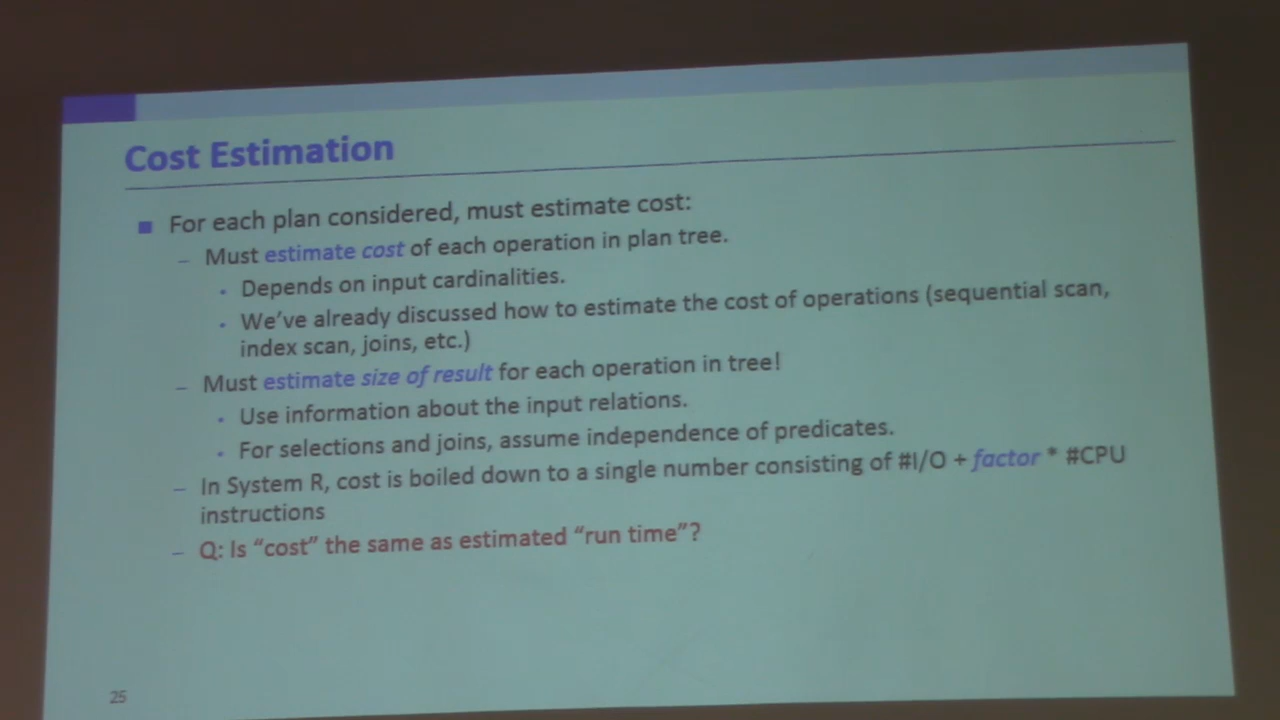 Cost Estimation
■ For each plan considered, must estimate cost:
– Must estimate cost of each operation in plan tree.
• Depends on input cardinalities.
• We've already discussed how to estimate the cost of operations (sequential scan,
index scan, joins, etc.)
– Must estimate size of result for each operation in tree!
• Use information about the input relations.
• For selections and joins, assume independence of predicates.
– In System R, cost is boiled down to a single number consisting of #I/O + factor * #CPU
instructions
– Q: Is “cost” the same as estimated “run time”?
25